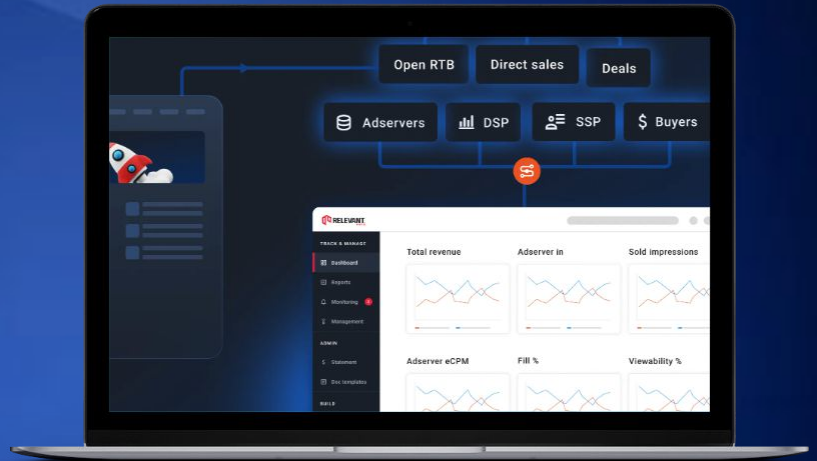 Open RTB
Direct sales
Deals
Adservers
DSP
SSP
$ Buyers
RELEVANT
TRACK & MANAGE
Dashboard
Reports
Monitoring
Management
ADMIN
Statement
Doc templates
BUILD
Total revenue
Adserver in
Sold impressions
Adserver eCPM
Fill %
Viewability %